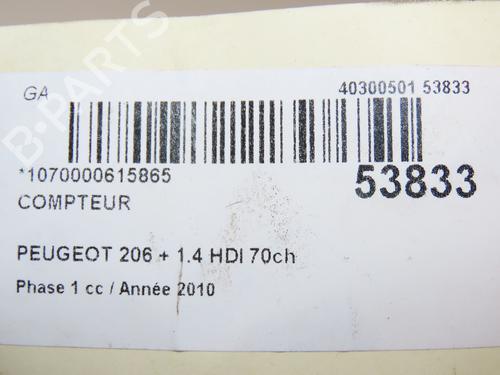 GA
40300501 53833
*1070000615865
53833
COMPTEUR
PEUGEOT 206 + 1.4 HDI 70ch
Phase 1 cc / Année 2010
B-PARTS